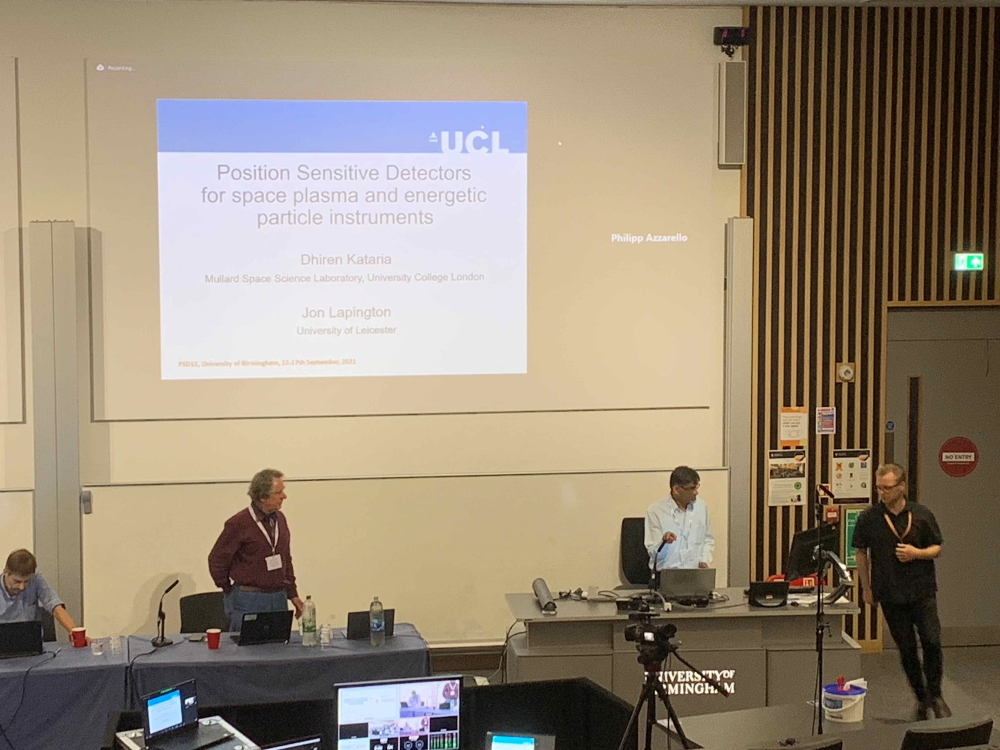 Recording...
UCL
Position Sensitive Detectors
for space plasma and energetic
particle instruments
Philipp Azzarello
Dhiren Kataria
Mullard Space Science Laboratory, University College London
Jon Lapington
University of Leicester
PSD12, University of Birmingham, 12-17th September, 2021
NO ENTRY
UNIVERSITY OF
BIRMINGHAM